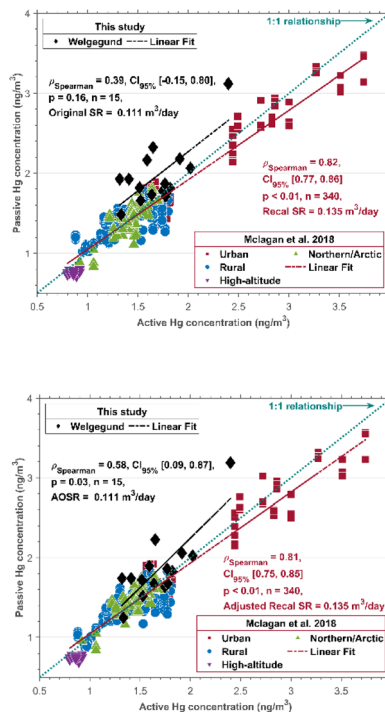 This study
1:1 relationship
Welgegund
Linear Fit
ρSpearman = 0.39, CI95% [-0.15, 0.80],
p = 0.16, n = 15,
Original SR = 0.111 m³/day
ρSpearman = 0.82,
CI95% [0.77, 0.86]
p < 0.01, n = 340,
Recal SR = 0.135 m³/day
Mclagan et al. 2018
Urban
Northern/Arctic
Rural
Linear Fit
High-altitude
Passive Hg concentration (ng/m³)
4
3
2
1
0.5
1
1.5
2
2.5
3
3.5
Active Hg concentration (ng/m³)
This study
1:1 relationship
Welgegund
Linear Fit
ρSpearman = 0.58, CI95% [0.09, 0.87],
p = 0.03, n = 15,
AOSR = 0.111 m³/day
ρSpearman = 0.81,
CI95% [0.75, 0.85]
p < 0.01, n = 340,
Adjusted Recal SR = 0.135 m³/day
Mclagan et al. 2018
Urban
Northern/Arctic
Rural
Linear Fit
High-altitude
Passive Hg concentration (ng/m³)
4
3
2
1
0.5
1
1.5
2
2.5
3
3.5
Active Hg concentration (ng/m³)